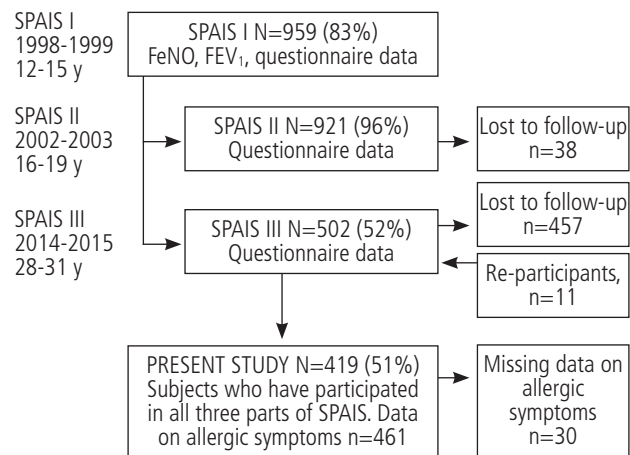 SPAIS I
1998-1999
12-15 y
SPAIS I N=959 (83%)
FeNO, FEV₁, questionnaire data
SPAIS II
2002-2003
16-19 y
SPAIS II N=921 (96%)
Questionnaire data
Lost to follow-up
n=38
SPAIS III
2014-2015
28-31 y
SPAIS III N=502 (52%)
Questionnaire data
Lost to follow-up
n=457
Re-participants,
n=11
PRESENT STUDY N=419 (51%)
Subjects who have participated
in all three parts of SPAIS. Data
on allergic symptoms n=461
Missing data on
allergic
symptoms
n=30